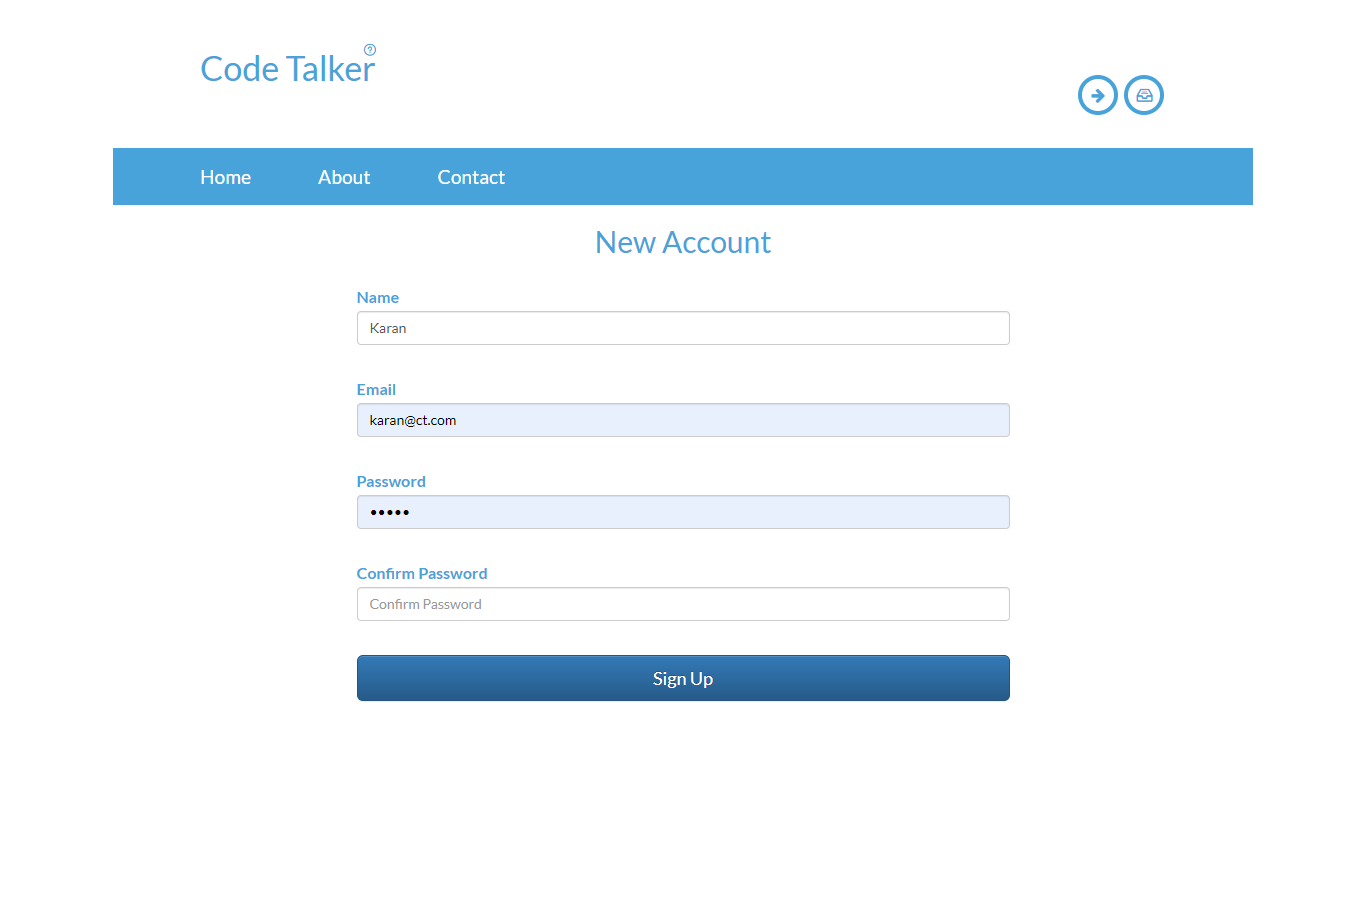 Code Talker
Home About Contact
New Account
Name
Karan
Email
karan@ct.com
Password
•••••
Confirm Password
Confirm Password
Sign Up